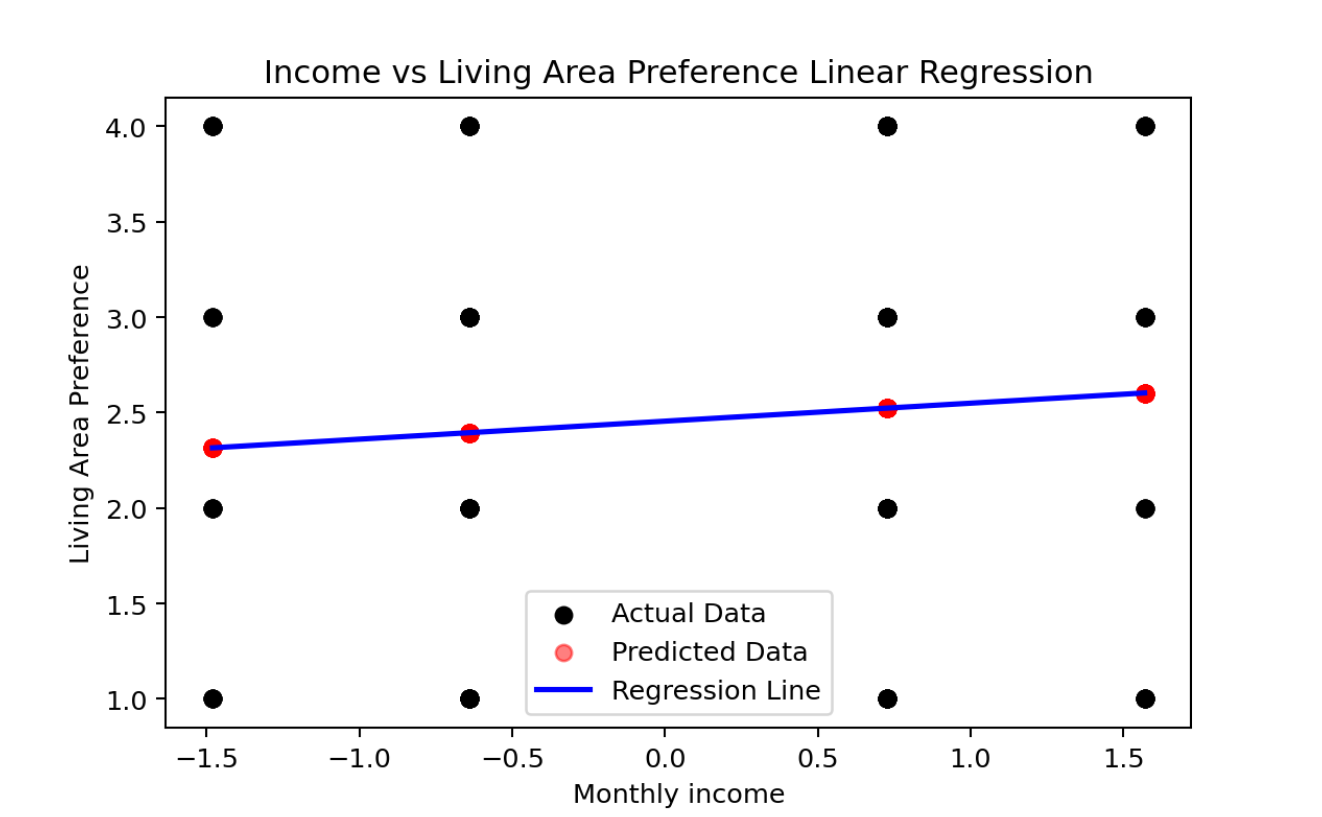 Income vs Living Area Preference Linear Regression
4.0
3.5
3.0
2.5
2.0
1.5
1.0
Living Area Preference
Actual Data
Predicted Data
Regression Line
−1.5 −1.0 −0.5 0.0 0.5 1.0 1.5
Monthly income